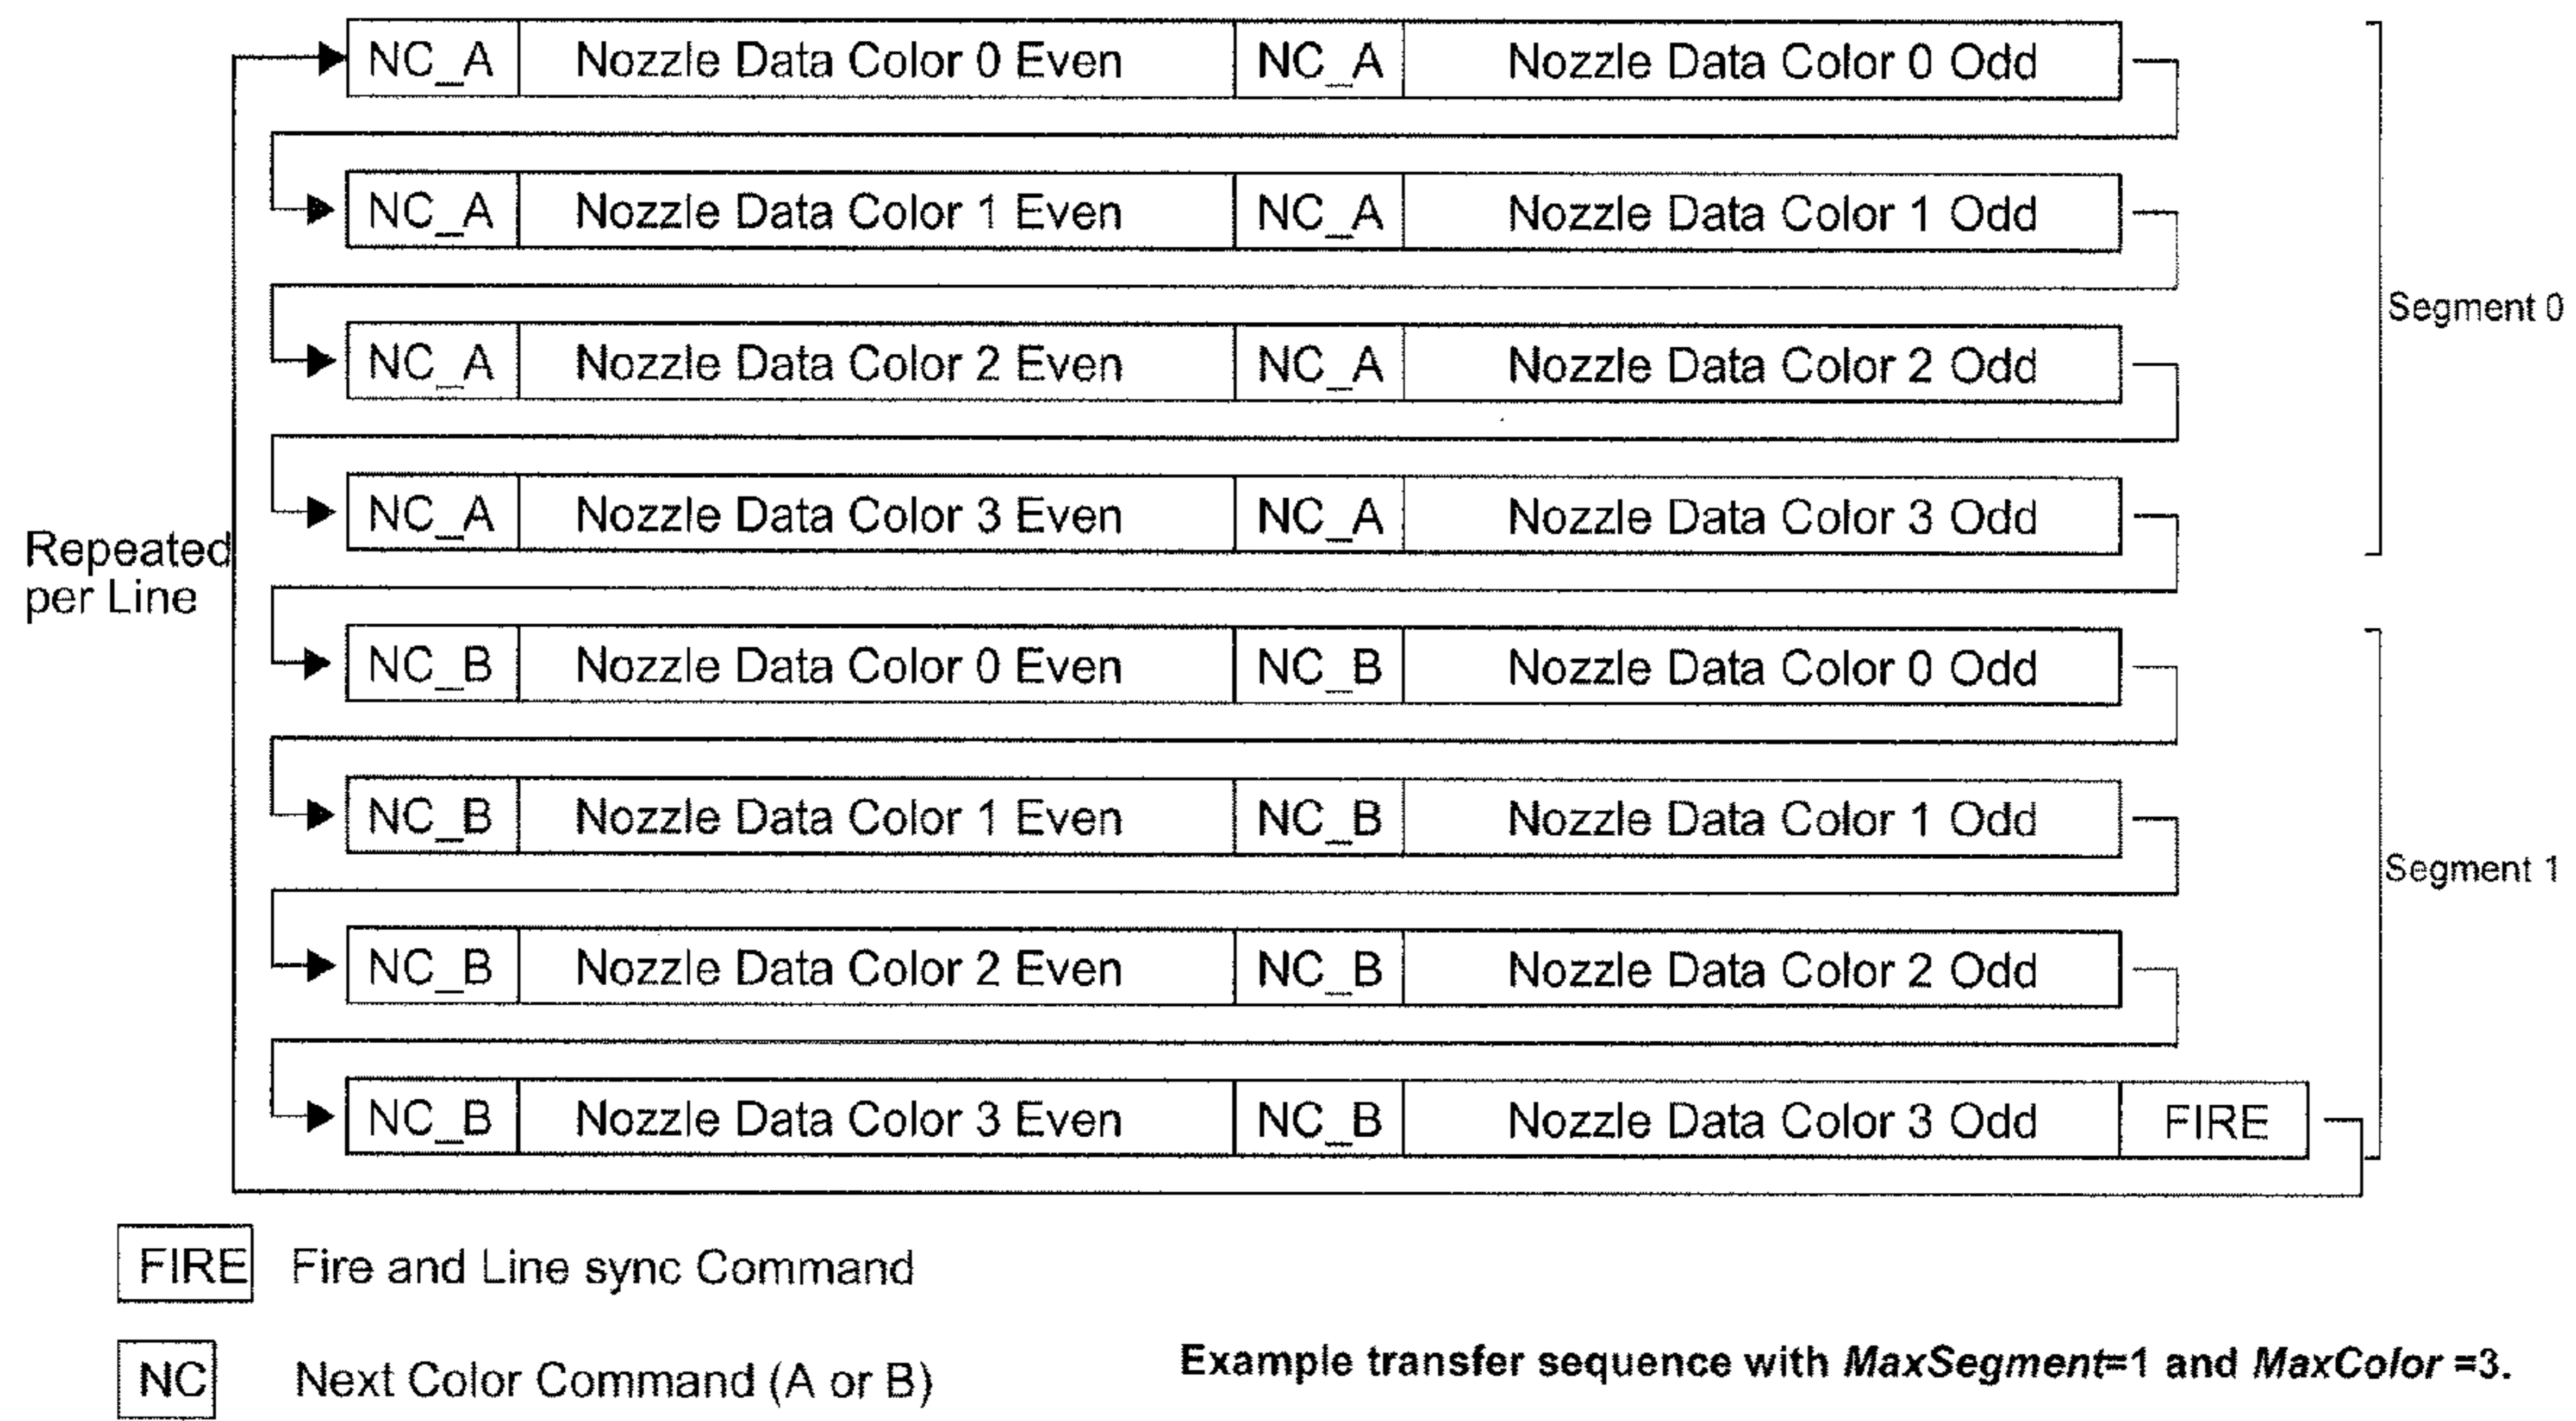 NC_A Nozzle Data Color 0 Even NC_A Nozzle Data Color 0 Odd
NC_A Nozzle Data Color 1 Even NC_A Nozzle Data Color 1 Odd
NC_A Nozzle Data Color 2 Even NC_A Nozzle Data Color 2 Odd
NC_A Nozzle Data Color 3 Even NC_A Nozzle Data Color 3 Odd
Segment 0
Repeated
per Line
NC_B Nozzle Data Color 0 Even NC_B Nozzle Data Color 0 Odd
NC_B Nozzle Data Color 1 Even NC_B Nozzle Data Color 1 Odd
NC_B Nozzle Data Color 2 Even NC_B Nozzle Data Color 2 Odd
NC_B Nozzle Data Color 3 Even NC_B Nozzle Data Color 3 Odd FIRE
Segment 1
FIRE Fire and Line sync Command
NC Next Color Command (A or B)
Example transfer sequence with MaxSegment=1 and MaxColor =3.